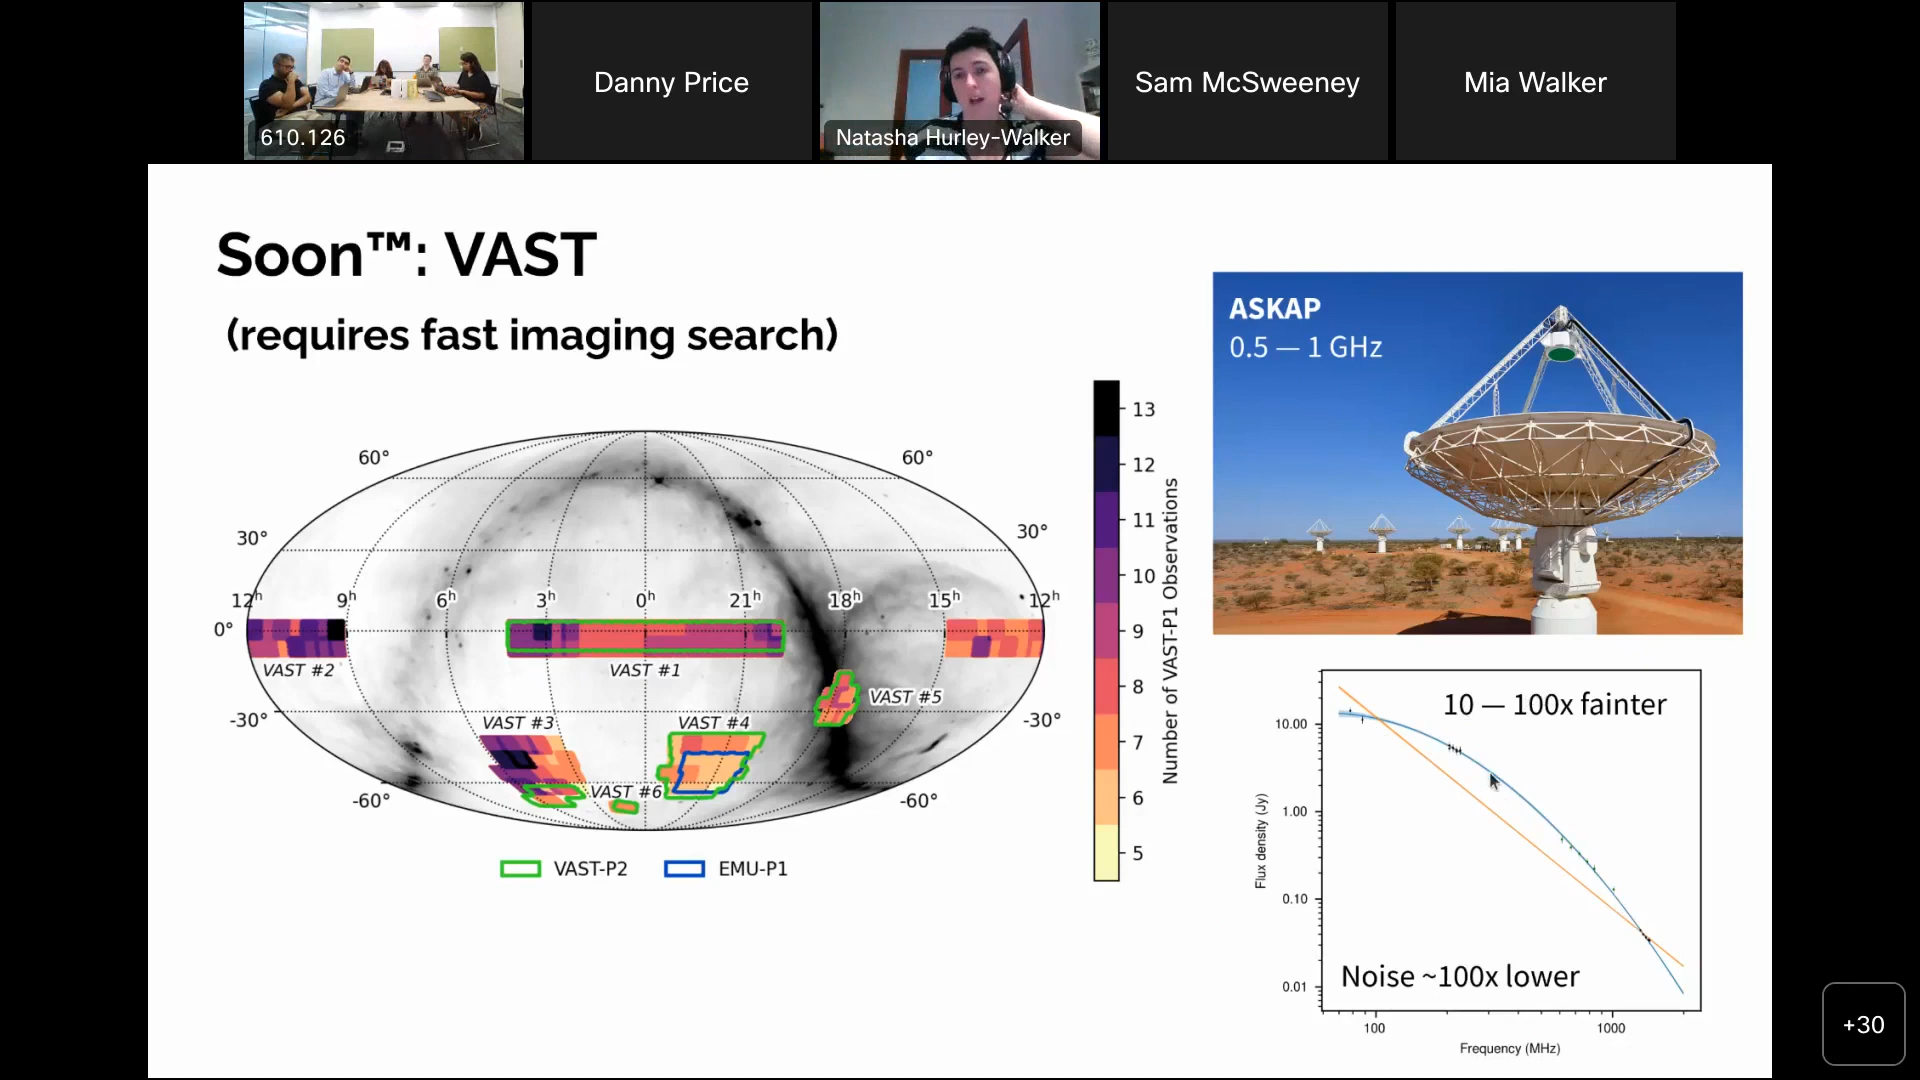 610.126
Danny Price
Natasha Hurley-Walker
Sam McSweeney
Mia Walker
Soon™: VAST
(requires fast imaging search)
60°
60°
30°
30°
12h
9h
6h
3h
0h
21h
18h
15h
12h
0°
VAST #2
VAST #1
VAST #5
-30°
-30°
VAST #3
VAST #4
VAST #6
-60°
-60°
VAST-P2
EMU-P1
13
12
11
10
9
8
7
6
5
Number of VAST-P1 Observations
ASKAP
0.5 — 1 GHz
10 — 100x fainter
10.00
1.00
0.10
0.01
Flux density (Jy)
Noise ~100x lower
100
1000
Frequency (MHz)
+30